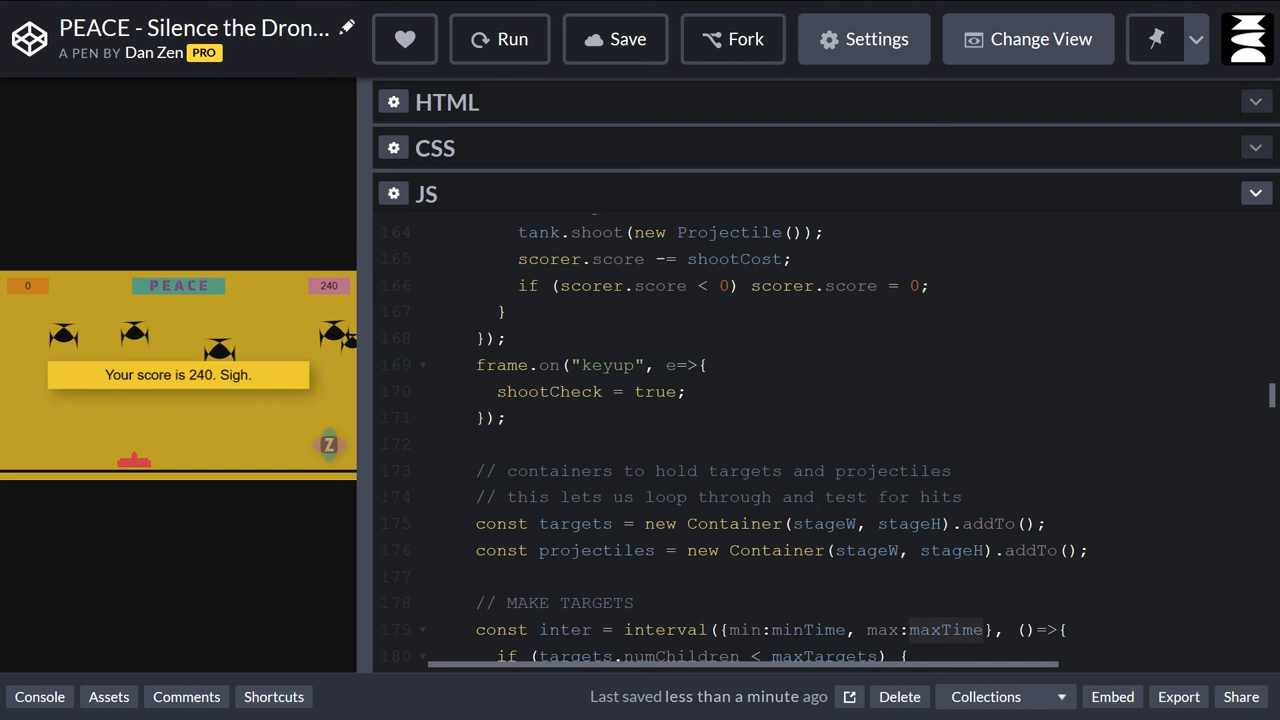 PEACE - Silence the Dron...
A PEN BY Dan Zen PRO
Run
Save
Fork
Settings
Change View
HTML
CSS
JS
0
PEACE
240
Your score is 240. Sigh.
Z
164 tank.shoot(new Projectile());
165 scorer.score -= shootCost;
166 if (scorer.score < 0) scorer.score = 0;
167 }
168 });
169 frame.on("keyup", e=>{
170 shootCheck = true;
171 });
172
173 // containers to hold targets and projectiles
174 // this lets us loop through and test for hits
175 const targets = new Container(stageW, stageH).addTo();
176 const projectiles = new Container(stageW, stageH).addTo();
177
178 // MAKE TARGETS
179 const inter = interval({min:minTime, max:maxTime}, ()=>{
180 if (targets.numChildren < maxTargets) {
Console
Assets
Comments
Shortcuts
Last saved less than a minute ago
Delete
Collections
Embed
Export
Share